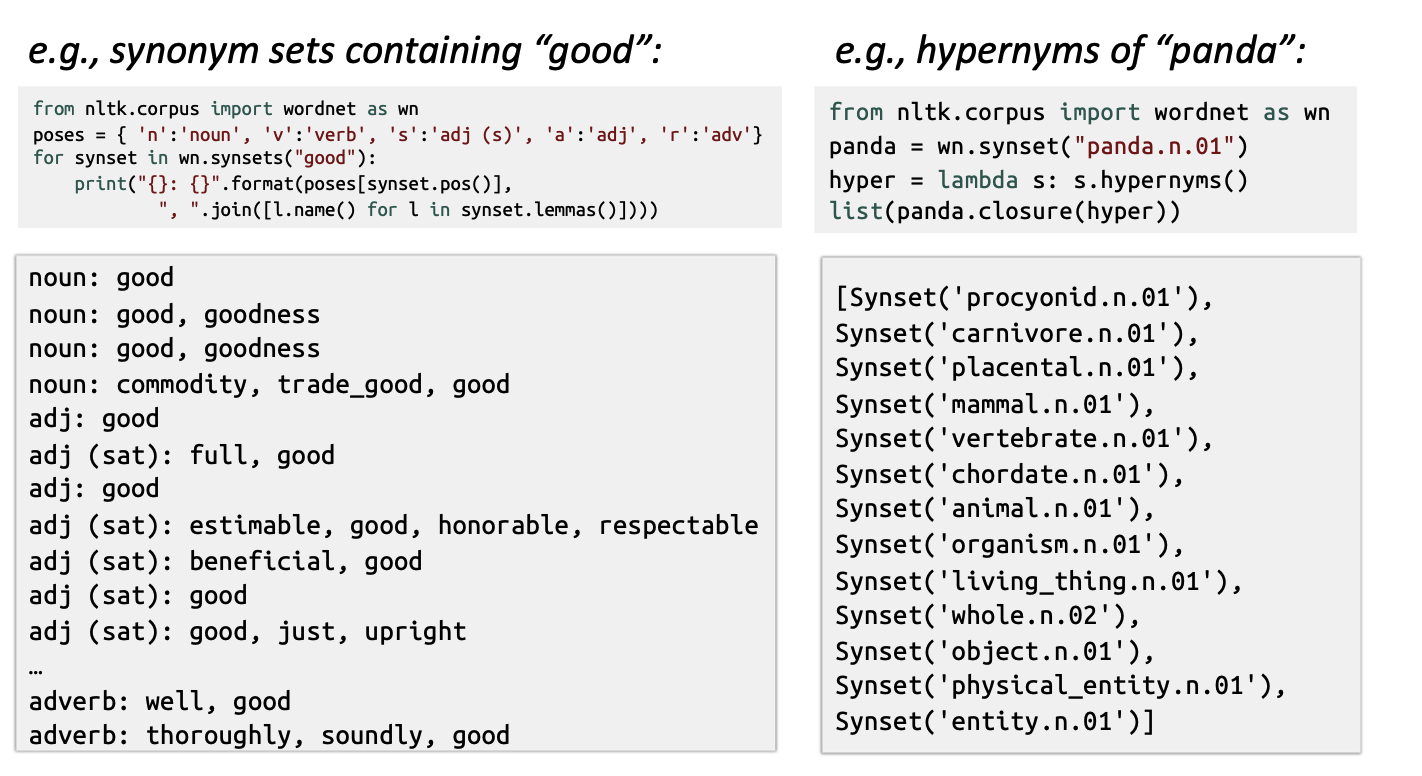 e.g., synonym sets containing “good”:
from nltk.corpus import wordnet as wn
poses = { 'n':'noun', 'v':'verb', 's':'adj (s)', 'a':'adj', 'r':'adv'}
for synset in wn.synsets("good"):
    print("{}: {}".format(poses[synset.pos()],
            ", ".join([l.name() for l in synset.lemmas()])))
noun: good
noun: good, goodness
noun: good, goodness
noun: commodity, trade_good, good
adj: good
adj (sat): full, good
adj: good
adj (sat): estimable, good, honorable, respectable
adj (sat): beneficial, good
adj (sat): good
adj (sat): good, just, upright
…
adverb: well, good
adverb: thoroughly, soundly, good
e.g., hypernyms of “panda”:
from nltk.corpus import wordnet as wn
panda = wn.synset("panda.n.01")
hyper = lambda s: s.hypernyms()
list(panda.closure(hyper))
[Synset('procyonid.n.01'),
Synset('carnivore.n.01'),
Synset('placental.n.01'),
Synset('mammal.n.01'),
Synset('vertebrate.n.01'),
Synset('chordate.n.01'),
Synset('animal.n.01'),
Synset('organism.n.01'),
Synset('living_thing.n.01'),
Synset('whole.n.02'),
Synset('object.n.01'),
Synset('physical_entity.n.01'),
Synset('entity.n.01')]